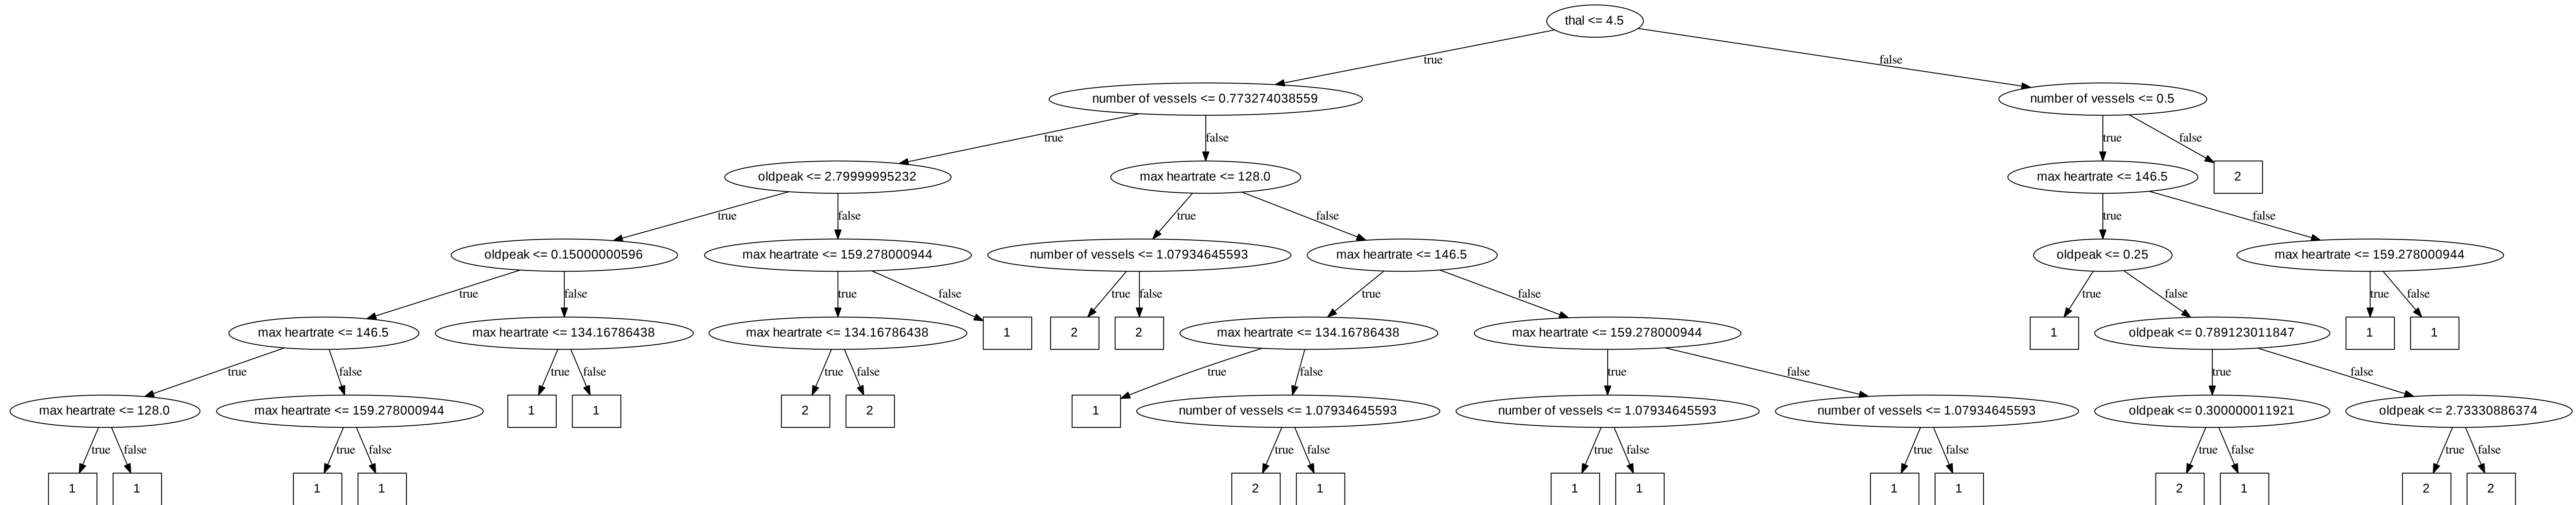 thal <= 4.5
true
false
number of vessels <= 0.773274038559
number of vessels <= 0.5
true
false
true
false
oldpeak <= 2.79999995232
max heartrate <= 128.0
max heartrate <= 146.5
2
true
false
true
false
true
false
oldpeak <= 0.15000000596
max heartrate <= 159.278000944
number of vessels <= 1.07934645593
max heartrate <= 146.5
oldpeak <= 0.25
max heartrate <= 159.278000944
true
false
true
false
true
false
true
false
true
false
true
false
max heartrate <= 146.5
max heartrate <= 134.16786438
max heartrate <= 134.16786438
1
2
2
max heartrate <= 134.16786438
max heartrate <= 159.278000944
1
oldpeak <= 0.789123011847
1
1
true
false
true
false
true
false
true
false
true
false
true
false
max heartrate <= 128.0
max heartrate <= 159.278000944
1
1
2
2
1
number of vessels <= 1.07934645593
number of vessels <= 1.07934645593
number of vessels <= 1.07934645593
oldpeak <= 0.300000011921
oldpeak <= 2.73330886374
true
false
true
false
true
false
true
false
true
false
true
false
true
false
1
1
1
1
2
1
1
1
1
1
2
1
2
2